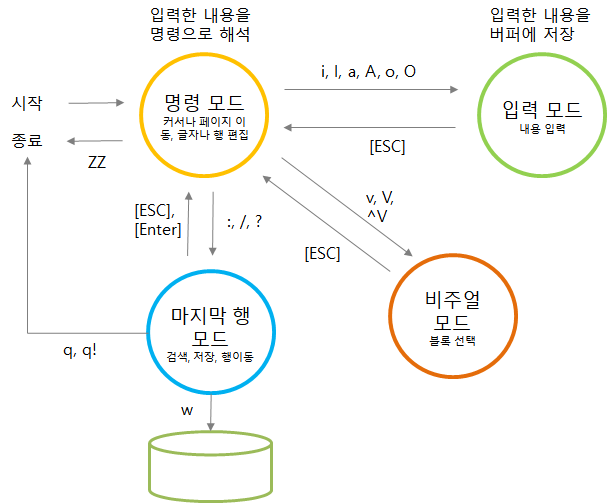 입력한 내용을
명령으로 해석
입력한 내용을
버퍼에 저장
i, I, a, A, o, O
시작
명령 모드
커서나 페이지 이
동, 글자나 행 편집
입력 모드
내용 입력
종료
ZZ
[ESC]
v, V,
^V
[ESC],
[Enter]
:, /, ?
[ESC]
마지막 행
모드
검색, 저장, 행이동
비주얼
모드
블록 선택
q, q!
w